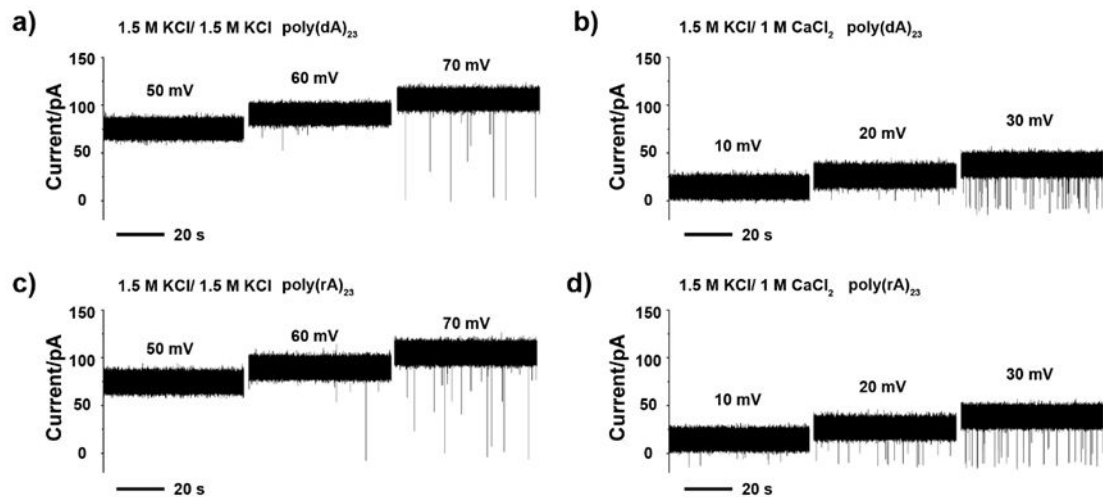 a)
1.5 M KCl/ 1.5 M KCl poly(dA)₂₃
Current/pA
150
100
50
0
50 mV
60 mV
70 mV
20 s
b)
1.5 M KCl/ 1 M CaCl₂ poly(dA)₂₃
Current/pA
150
100
50
0
10 mV
20 mV
30 mV
20 s
c)
1.5 M KCl/ 1.5 M KCl poly(rA)₂₃
Current/pA
150
100
50
0
50 mV
60 mV
70 mV
20 s
d)
1.5 M KCl/ 1 M CaCl₂ poly(rA)₂₃
Current/pA
150
100
50
0
10 mV
20 mV
30 mV
20 s